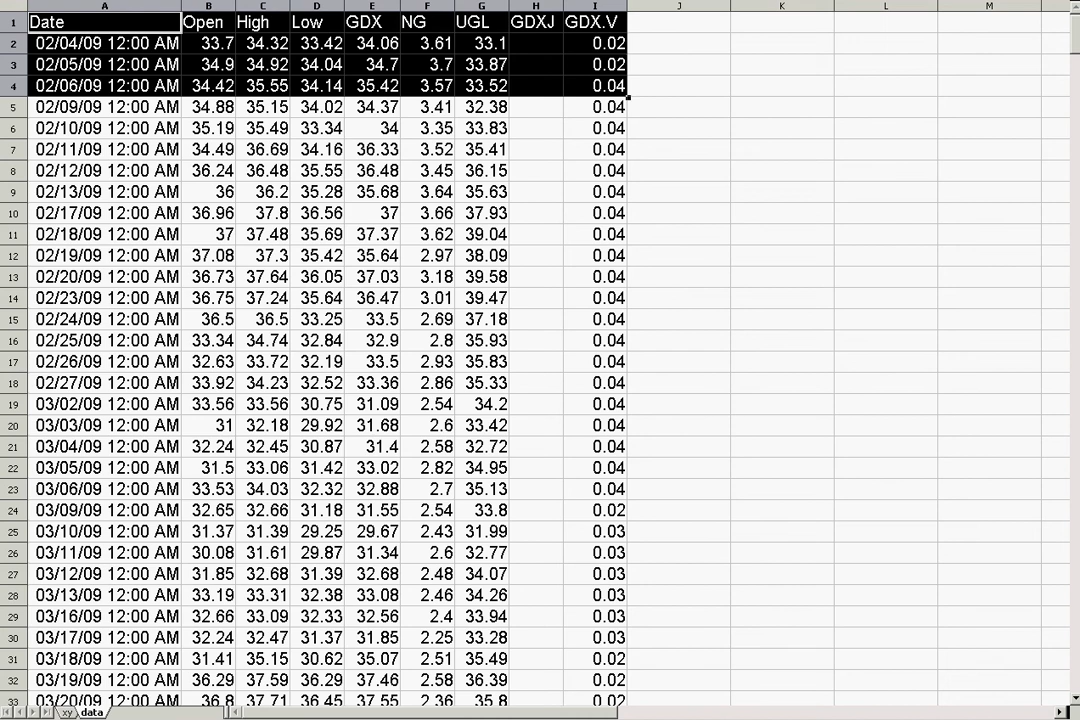 A B C D E F G H I J K L M
1 Date Open High Low GDX NG UGL GDXJ GDX.V
2 02/04/09 12:00 AM 33.7 34.32 33.42 34.06 3.61 33.1 0.02
3 02/05/09 12:00 AM 34.9 34.92 34.04 34.7 3.7 33.87 0.02
4 02/06/09 12:00 AM 34.42 35.55 34.14 35.42 3.57 33.52 0.04
5 02/09/09 12:00 AM 34.88 35.15 34.02 34.37 3.41 32.38 0.04
6 02/10/09 12:00 AM 35.19 35.49 33.34 34 3.35 33.83 0.04
7 02/11/09 12:00 AM 34.49 36.69 34.16 36.33 3.52 35.41 0.04
8 02/12/09 12:00 AM 36.24 36.48 35.55 36.48 3.45 36.15 0.04
9 02/13/09 12:00 AM 36 36.2 35.28 35.68 3.64 35.63 0.04
10 02/17/09 12:00 AM 36.96 37.8 36.56 37 3.66 37.93 0.04
11 02/18/09 12:00 AM 37 37.48 35.69 37.37 3.62 39.04 0.04
12 02/19/09 12:00 AM 37.08 37.3 35.42 35.64 2.97 38.09 0.04
13 02/20/09 12:00 AM 36.73 37.64 36.05 37.03 3.18 39.58 0.04
14 02/23/09 12:00 AM 36.75 37.24 35.64 36.47 3.01 39.47 0.04
15 02/24/09 12:00 AM 36.5 36.5 33.25 33.5 2.69 37.18 0.04
16 02/25/09 12:00 AM 33.34 34.74 32.84 32.9 2.8 35.93 0.04
17 02/26/09 12:00 AM 32.63 33.72 32.19 33.5 2.93 35.83 0.04
18 02/27/09 12:00 AM 33.92 34.23 32.52 33.36 2.86 35.33 0.04
19 03/02/09 12:00 AM 33.56 33.56 30.75 31.09 2.54 34.2 0.04
20 03/03/09 12:00 AM 31 32.18 29.92 31.68 2.6 33.42 0.04
21 03/04/09 12:00 AM 32.24 32.45 30.87 31.4 2.58 32.72 0.04
22 03/05/09 12:00 AM 31.5 33.06 31.42 33.02 2.82 34.95 0.04
23 03/06/09 12:00 AM 33.53 34.03 32.32 32.88 2.7 35.13 0.04
24 03/09/09 12:00 AM 32.65 32.66 31.18 31.55 2.54 33.8 0.02
25 03/10/09 12:00 AM 31.37 31.39 29.25 29.67 2.43 31.99 0.03
26 03/11/09 12:00 AM 30.08 31.61 29.87 31.34 2.6 32.77 0.03
27 03/12/09 12:00 AM 31.85 32.68 31.39 32.68 2.48 34.07 0.03
28 03/13/09 12:00 AM 33.19 33.31 32.38 33.08 2.46 34.26 0.03
29 03/16/09 12:00 AM 32.66 33.09 32.33 32.56 2.4 33.94 0.03
30 03/17/09 12:00 AM 32.24 32.47 31.37 31.85 2.25 33.28 0.03
31 03/18/09 12:00 AM 31.41 35.15 30.62 35.07 2.51 35.49 0.02
32 03/19/09 12:00 AM 36.29 37.59 36.29 37.46 2.58 36.39 0.02
33 03/20/09 12:00 AM 36.8 37.71 36.45 37.55 2.36 35.8 0.02
xy data